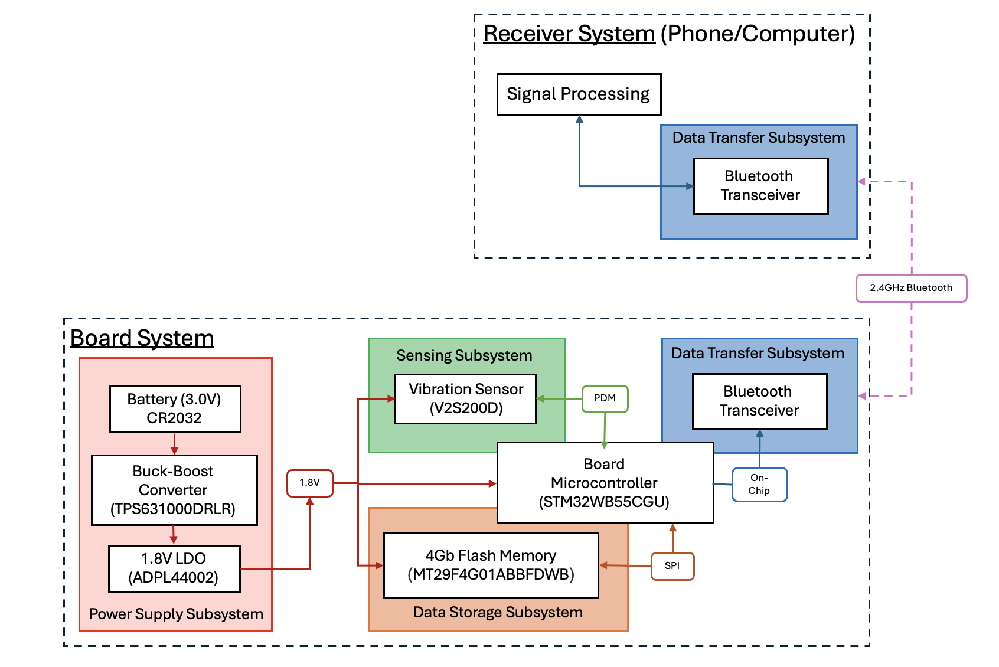 Receiver System (Phone/Computer)
Signal Processing
Data Transfer Subsystem
Bluetooth
Transceiver
2.4GHz Bluetooth
Board System
Battery (3.0V)
CR2032
Buck-Boost
Converter
(TPS631000DRLR)
1.8V LDO
(ADPL44002)
Power Supply Subsystem
1.8V
Sensing Subsystem
Vibration Sensor
(V2S200D)
PDM
Data Transfer Subsystem
Bluetooth
Transceiver
Board
Microcontroller
(STM32WB55CGU)
On-
Chip
4Gb Flash Memory
(MT29F4G01ABBFDWB)
Data Storage Subsystem
SPI